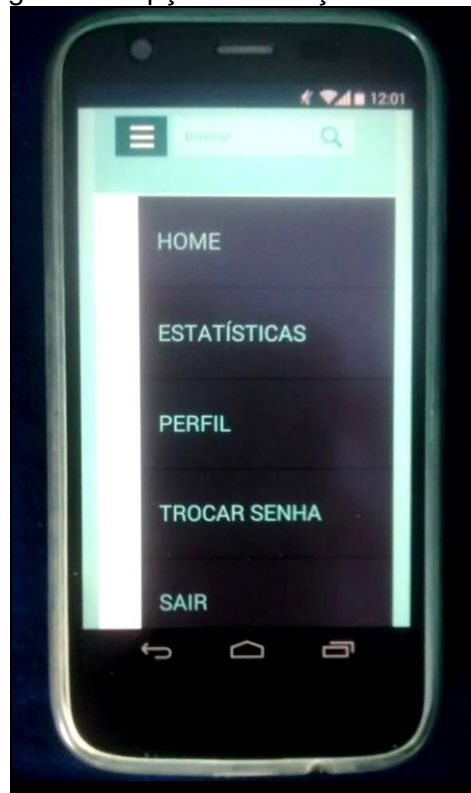 12:01
Buscar
HOME
ESTATÍSTICAS
PERFIL
TROCAR SENHA
SAIR